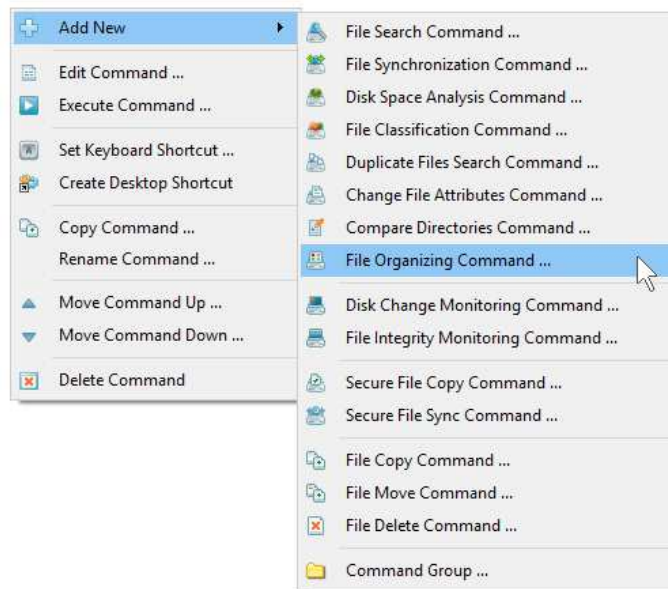 Add New
Edit Command ...
Execute Command ...
Set Keyboard Shortcut ...
Create Desktop Shortcut
Copy Command ...
Rename Command ...
Move Command Up ...
Move Command Down ...
Delete Command
File Search Command ...
File Synchronization Command ...
Disk Space Analysis Command ...
File Classification Command ...
Duplicate Files Search Command ...
Change File Attributes Command ...
Compare Directories Command ...
File Organizing Command ...
Disk Change Monitoring Command ...
File Integrity Monitoring Command ...
Secure File Copy Command ...
Secure File Sync Command ...
File Copy Command ...
File Move Command ...
File Delete Command ...
Command Group ...